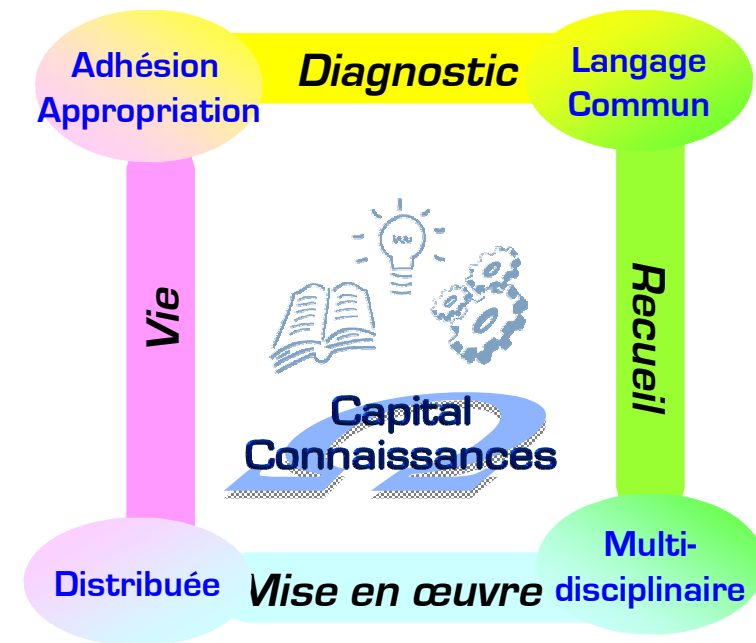 Adhésion
Appropriation
Diagnostic
Langage
Commun
Vie
Recueil
Capital
Connaissances
Distribuée
Mise en œuvre
Multi-
disciplinaire